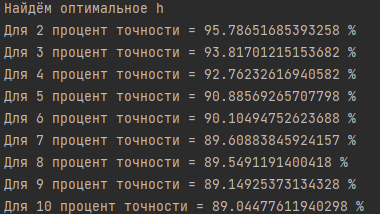 Найдём оптимальное h
Для 2 процент точности = 95.78651685393258 %
Для 3 процент точности = 93.81701215153682 %
Для 4 процент точности = 92.76232616940582 %
Для 5 процент точности = 90.88569265707798 %
Для 6 процент точности = 90.10494752623688 %
Для 7 процент точности = 89.60883845924157 %
Для 8 процент точности = 89.5491191400418 %
Для 9 процент точности = 89.14925373134328 %
Для 10 процент точности = 89.04477611940298 %